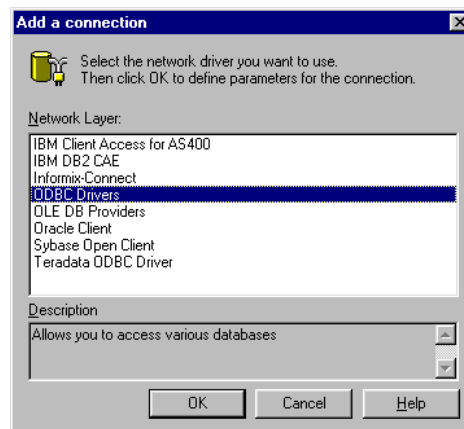 Add a connection
Select the network driver you want to use.
Then click OK to define parameters for the connection.
Network Layer:
IBM Client Access for AS400
IBM DB2 CAE
Informix-Connect
ODBC Drivers
OLE DB Providers
Oracle Client
Sybase Open Client
Teradata ODBC Driver
Description
Allows you to access various databases
OK Cancel Help